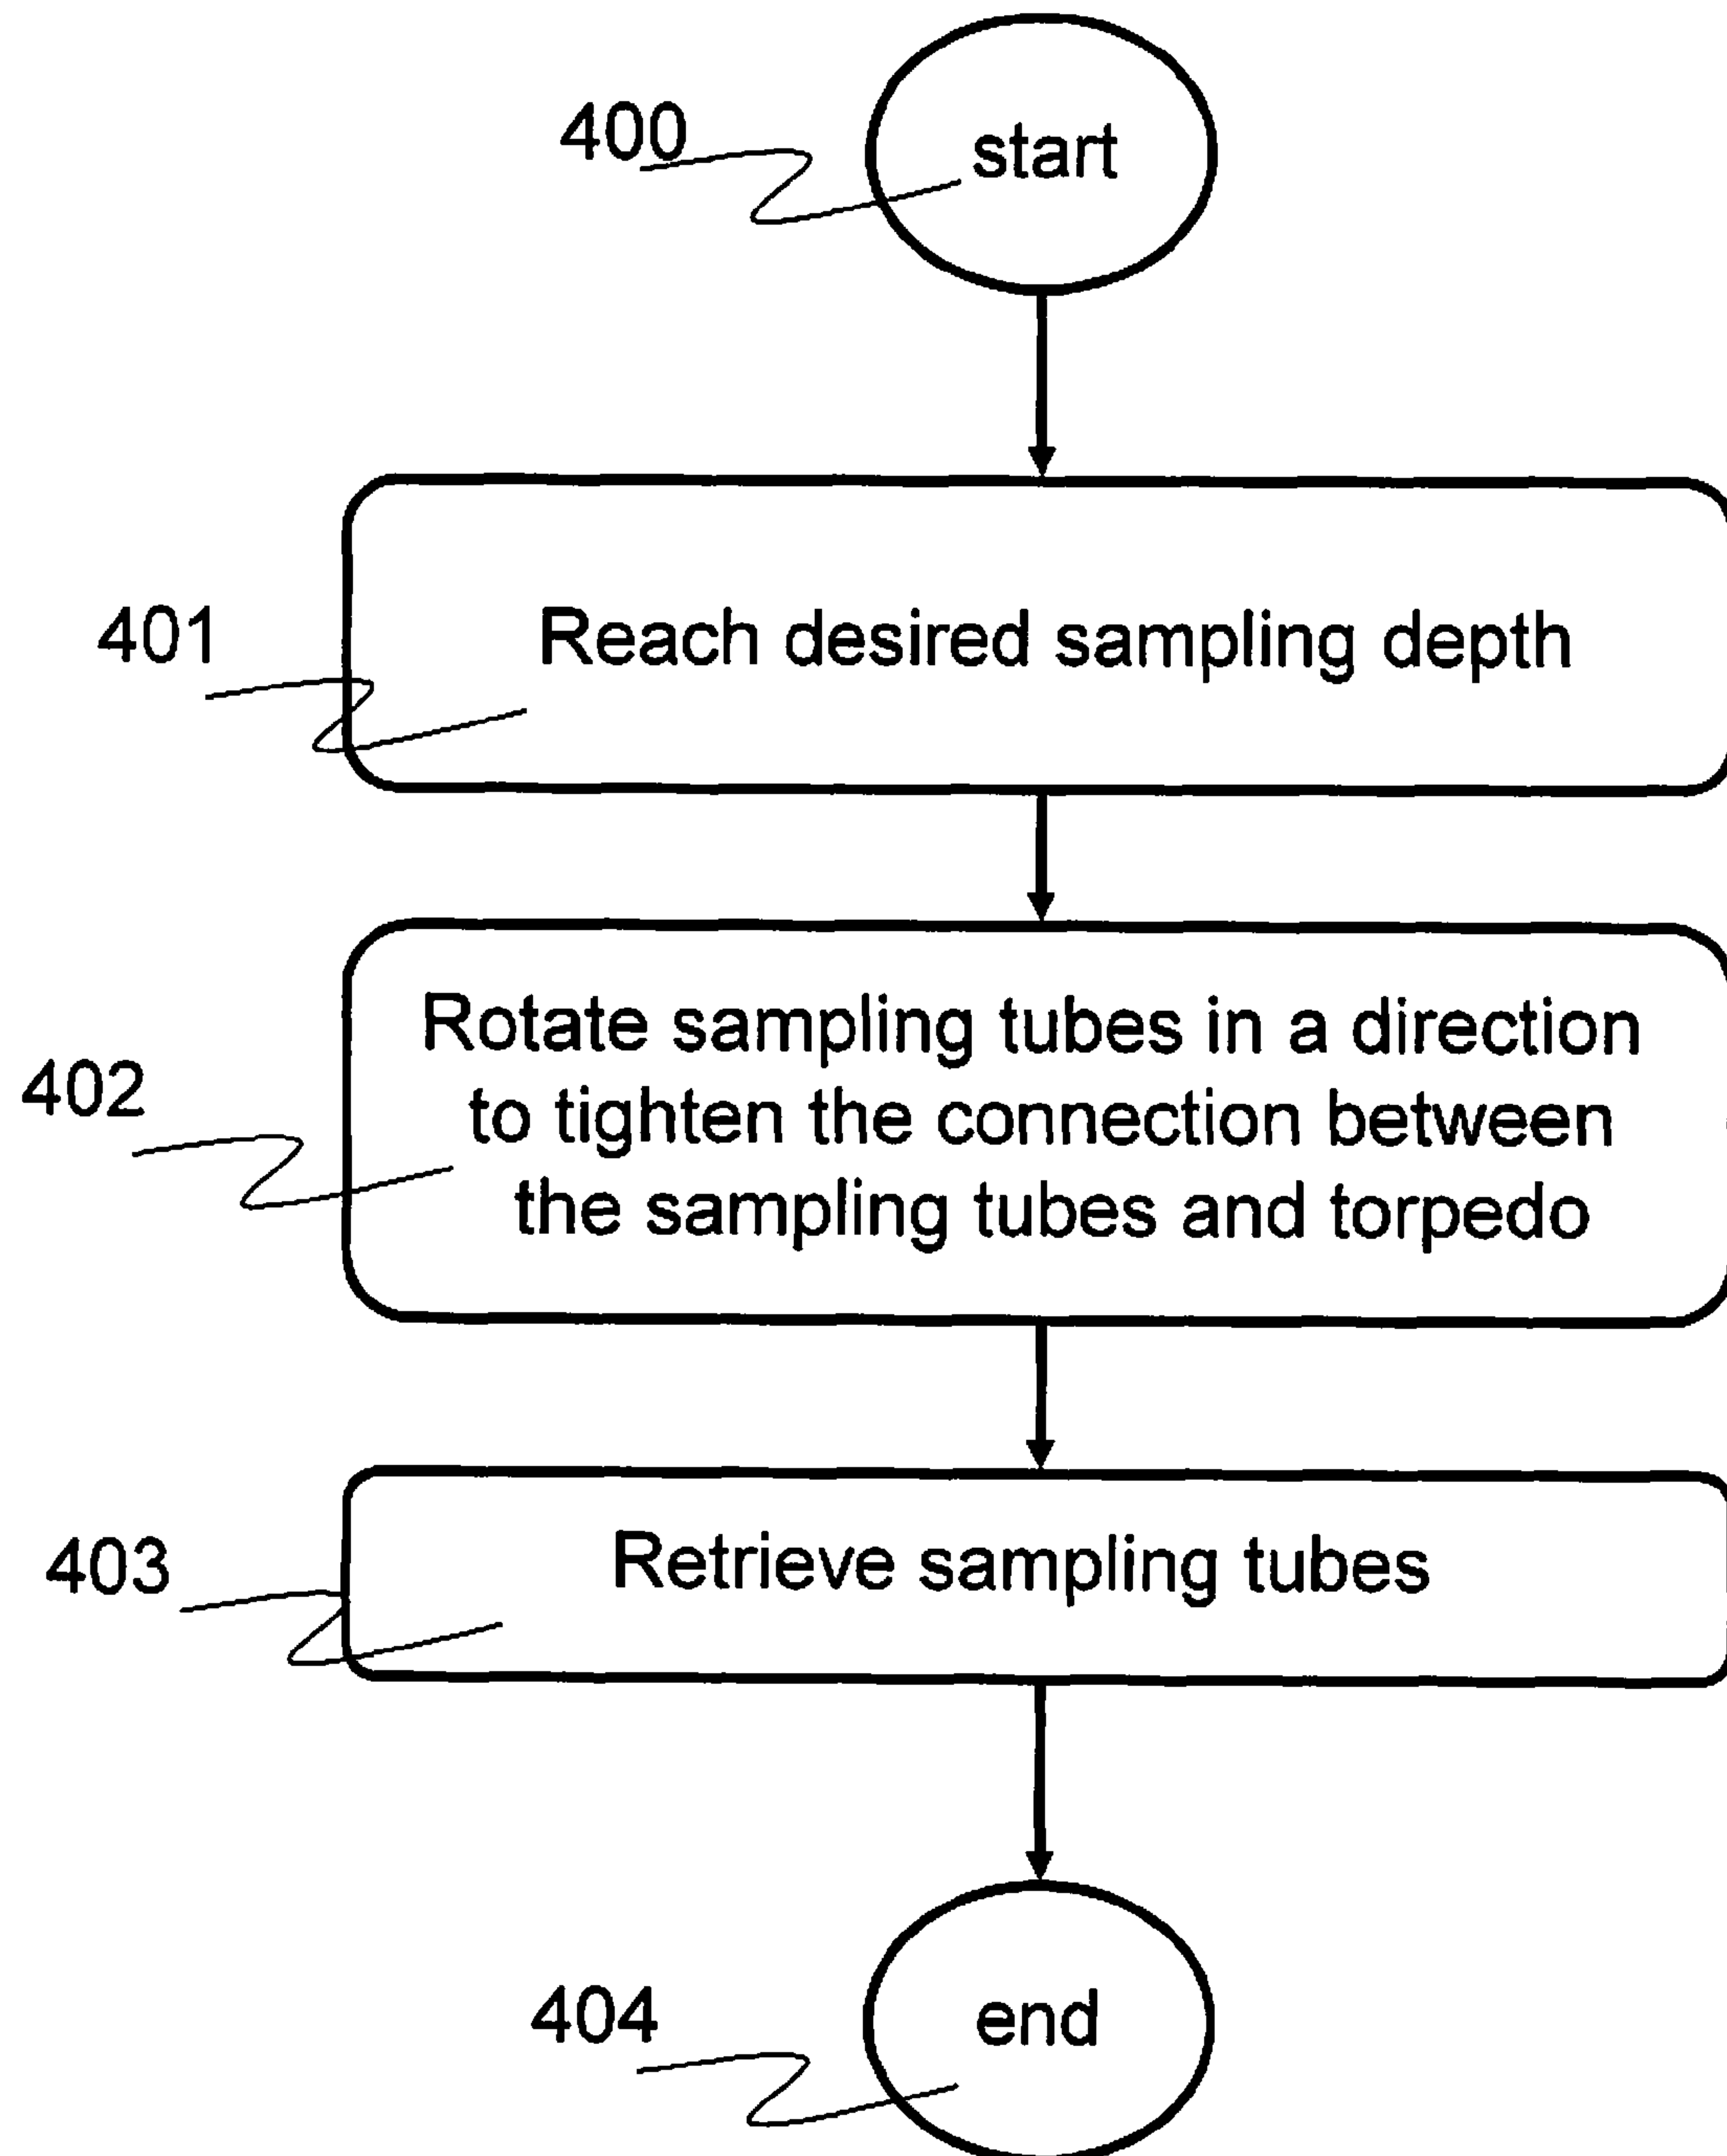 400
start
401
Reach desired sampling depth
402
Rotate sampling tubes in a direction
to tighten the connection between
the sampling tubes and torpedo
403
Retrieve sampling tubes
404
end